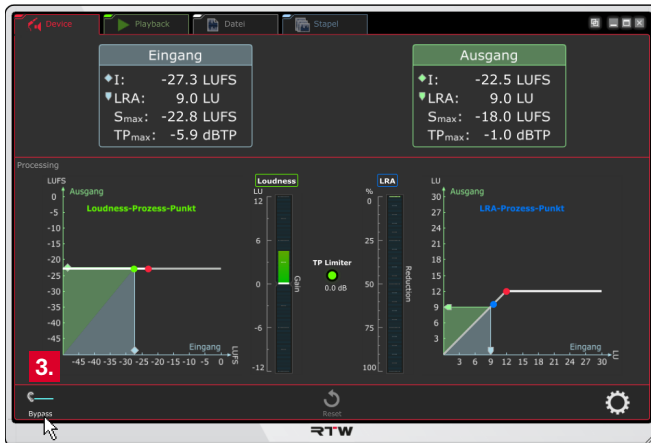 Device Playback Datei Stapel
Eingang
I: -27.3 LUFS
LRA: 9.0 LU
Smax: -22.8 LUFS
TPmax: -5.9 dBTP
Ausgang
I: -22.5 LUFS
LRA: 9.0 LU
Smax: -18.0 LUFS
TPmax: -1.0 dBTP
Processing
LUFS
Ausgang
Loudness-Prozess-Punkt
0
-5
-10
-15
-20
-25
-30
-35
-40
-45
Eingang
-45 -40 -35 -30 -25 -20 -15 -10 -5 0
LUFS
Loudness
LU
12
6
0
-6
-12
Gain
TP Limiter
0.0 dB
LRA
%
0
25
50
75
100
Reduction
LU
Ausgang
LRA-Prozess-Punkt
30
27
24
21
18
15
12
9
6
3
Eingang
3 6 9 12 15 18 21 24 27 30
LU
3.
Bypass
Reset
RTW